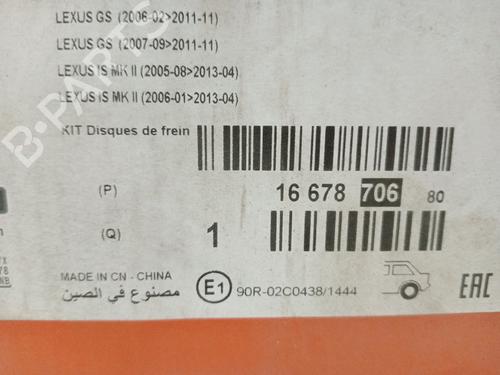 LEXUS GS (2006-02>2011-11)
LEXUS GS (2007-09>2011-11)
LEXUS IS MK II (2005-08>2013-04)
LEXUS IS MK II (2006-01>2013-04)
B-PARTS
KIT Disques de frein
(P) 16 678 706 80
(Q) 1
78
NB
MADE IN CN - CHINA
مصنوع في الصين
E1 90R-02C0438/1444
EAC